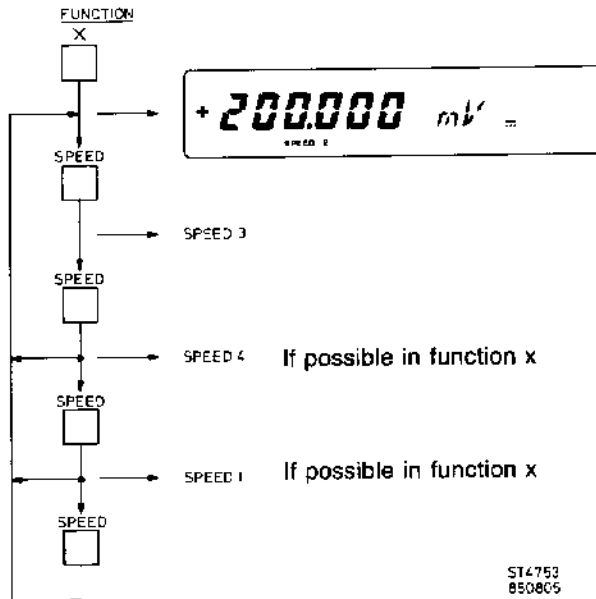 FUNCTION
X
+ 200.000 mV
SPEED 2
SPEED
SPEED 3
SPEED
SPEED 4 If possible in function x
SPEED
SPEED 1 If possible in function x
SPEED
ST4753
850805